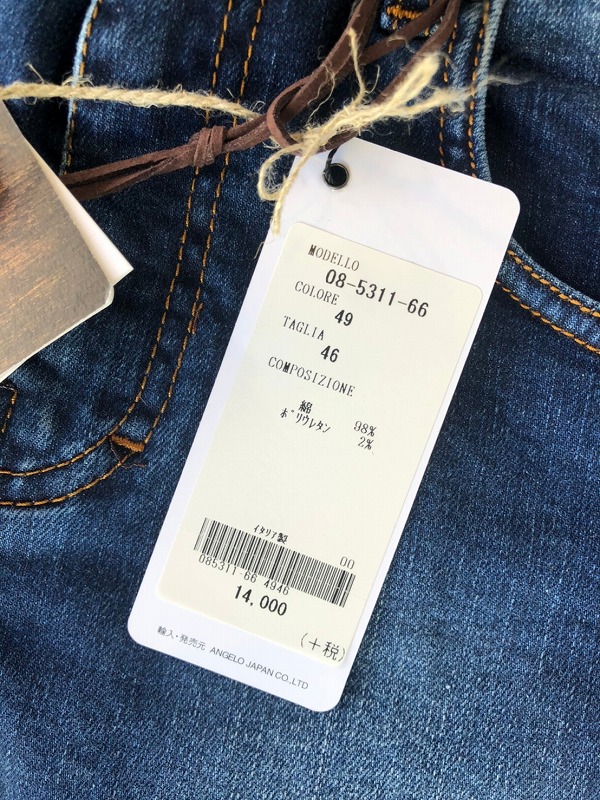 MODELLO
08-5311-66
COLORE
49
TAGLIA
46
COMPOSIZIONE
綿 98%
ポリウレタン 2%
イタリア製
00
085311 66 4946
14,000
(+税)
輸入・発売元 ANGELO JAPAN CO.,LTD